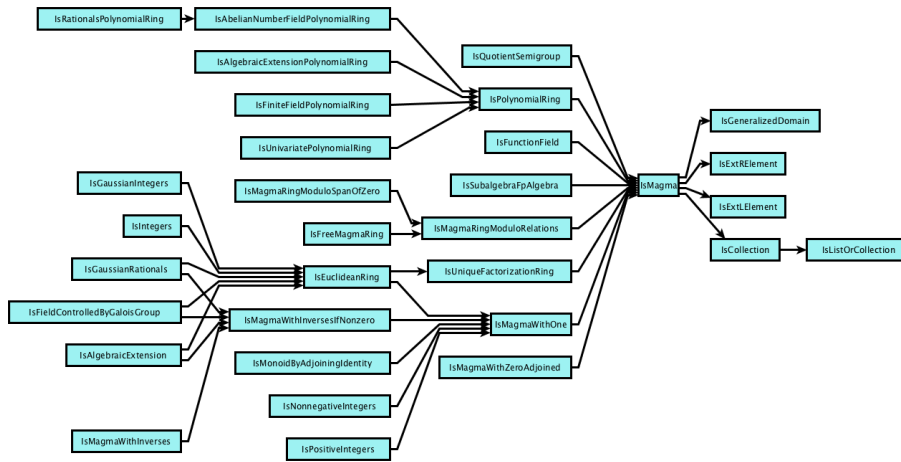 IsRationalsPolynomialRing
IsAbelianNumberFieldPolynomialRing
IsQuotientSemigroup
IsAlgebraicExtensionPolynomialRing
IsFiniteFieldPolynomialRing
IsPolynomialRing
IsGeneralizedDomain
IsUnivariatePolynomialRing
IsFunctionField
IsExtRElement
IsGaussianIntegers
IsMagmaRingModuloSpanOfZero
IsSubalgebraFpAlgebra
IsMagma
IsExtLElement
IsIntegers
IsFreeMagmaRing
IsMagmaRingModuloRelations
IsCollection
IsListOrCollection
IsGaussianRationals
IsEuclideanRing
IsUniqueFactorizationRing
IsFieldControlledByGaloisGroup
IsMagmaWithInversesIfNonzero
IsMagmaWithOne
IsAlgebraicExtension
IsMonoidByAdjoiningIdentity
IsMagmaWithZeroAdjoined
IsNonnegativeIntegers
IsMagmaWithInverses
IsPositiveIntegers